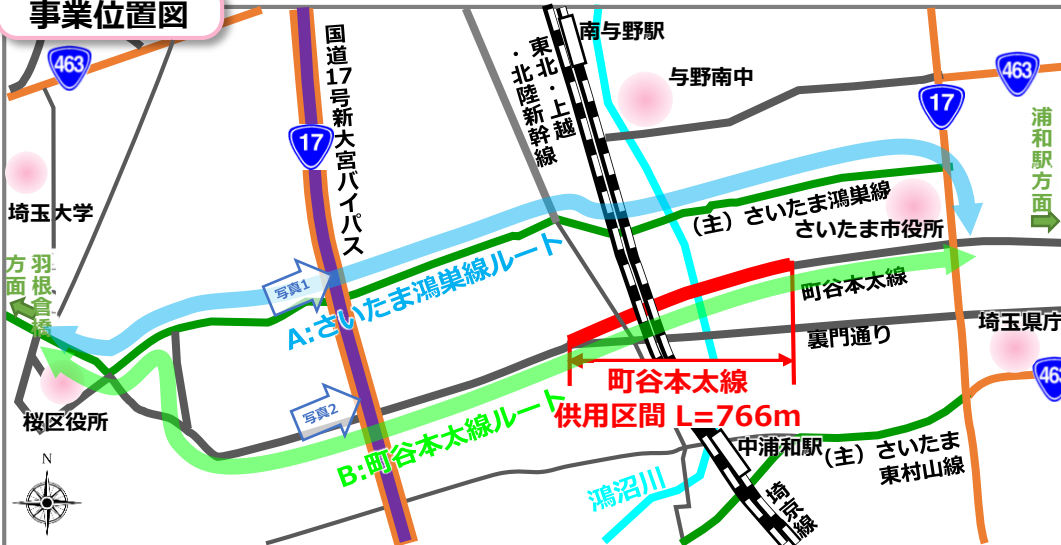 事業位置図
463
国道17号新大宮バイパス
17
東北・上越
・北陸新幹線
南与野駅
与野南中
463
17
浦和駅方面
埼玉大学
(主)さいたま鴻巣線
さいたま市役所
羽根倉橋
方面
写真1
A:さいたま鴻巣線ルート
町谷本太線
裏門通り
埼玉県庁
桜区役所
写真2
B:町谷本太線ルート
町谷本太線
供用区間 L=766m
463
中浦和駅
(主)さいたま
東村山線
鴻沼川
埼京線
N